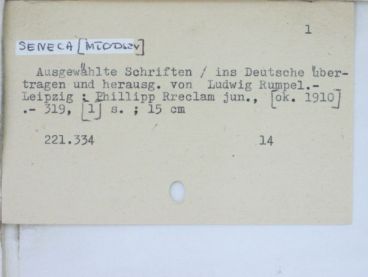 1
SENECA [MŁODSZY]
Ausgewählte Schriften / ins Deutsche über-
tragen und herausg. von Ludwig Rumpel.-
Leipzig : Phillipp Rreclam jun., [ok. 1910]
.- 319, [1] s. ; 15 cm
221.334 14